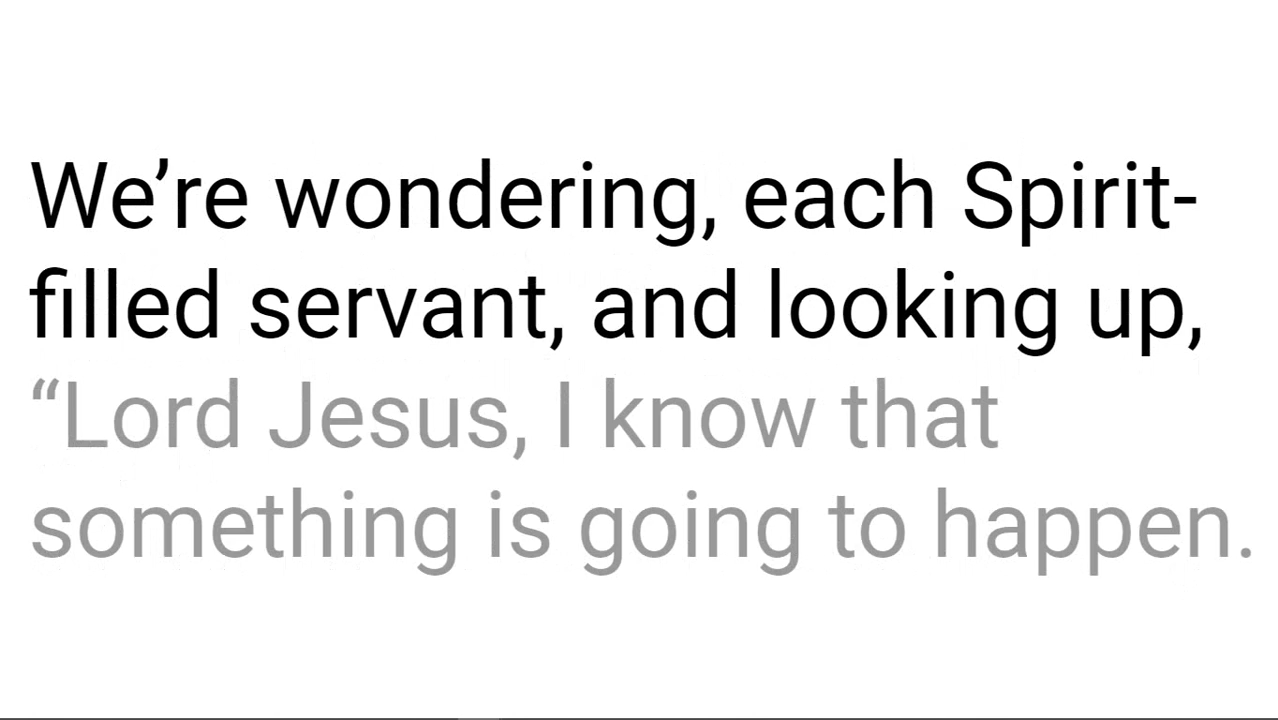 We’re wondering, each Spirit-
filled servant, and looking up,
“Lord Jesus, I know that
something is going to happen.